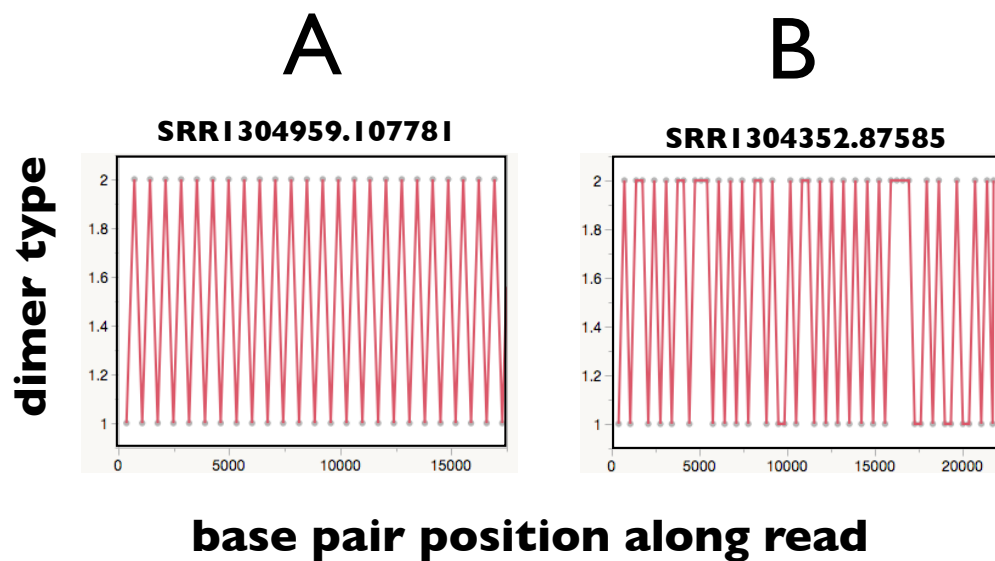 A
B
SRR1304959.107781
SRR1304352.87585
dimer type
2
1.8
1.6
1.4
1.2
1
0 5000 10000 15000
2
1.8
1.6
1.4
1.2
1
0 5000 10000 15000 20000
base pair position along read